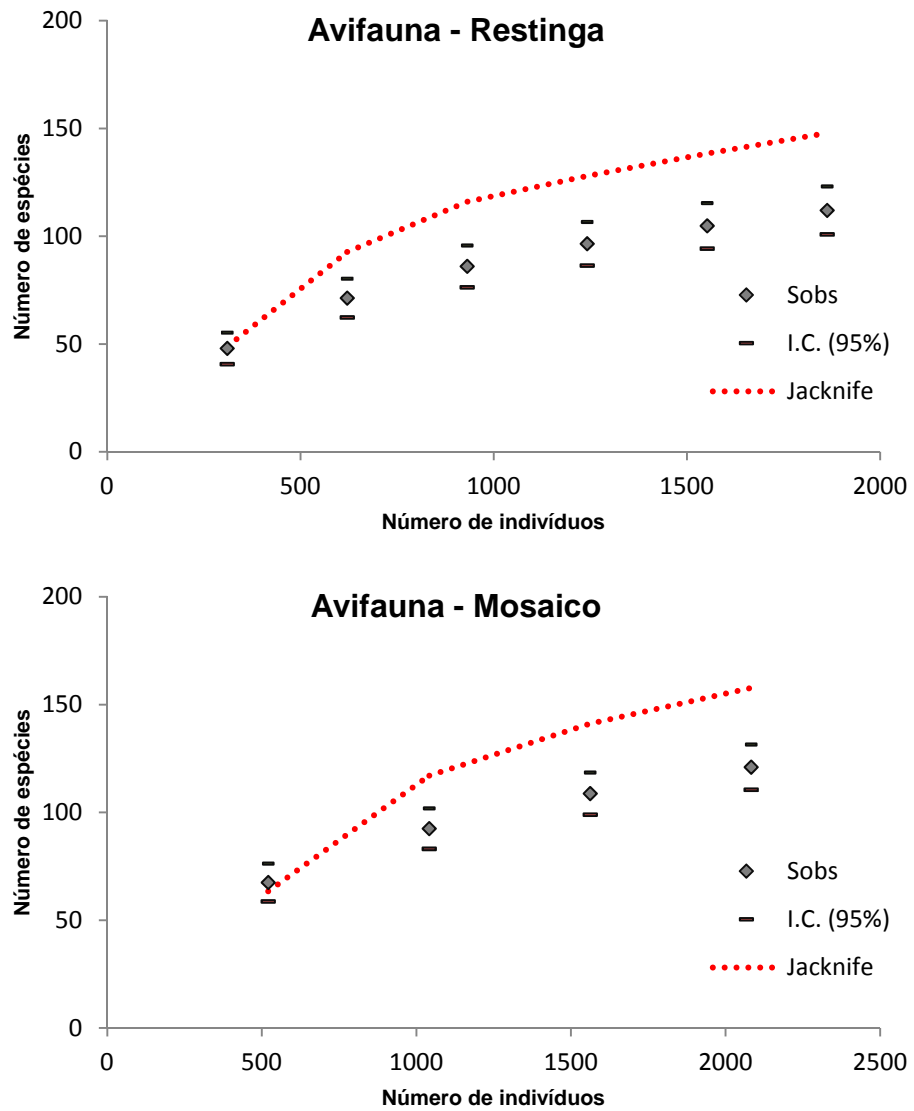 Avifauna - Restinga
Número de espécies
200
150
100
50
0
Sobs
I.C. (95%)
Jacknife
0 500 1000 1500 2000
Número de indivíduos
Avifauna - Mosaico
Número de espécies
200
150
100
50
0
Sobs
I.C. (95%)
Jacknife
0 500 1000 1500 2000 2500
Número de indivíduos